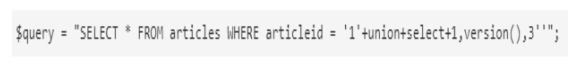 $query = "SELECT * FROM articles WHERE articleid = '1'+union+select+1,version(),3''";